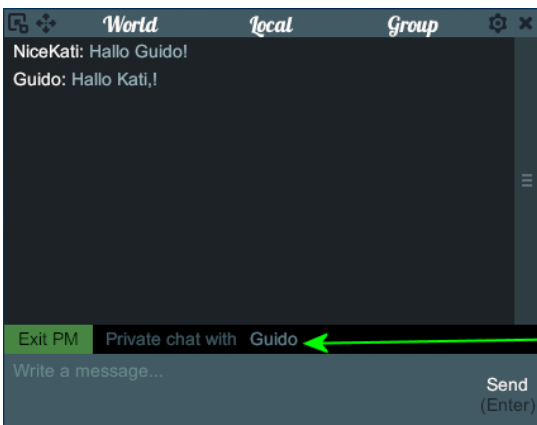 World Local Group
NiceKati: Hallo Guido!
Guido: Hallo Kati,!
Exit PM Private chat with Guido
Write a message...
Send
(Enter)